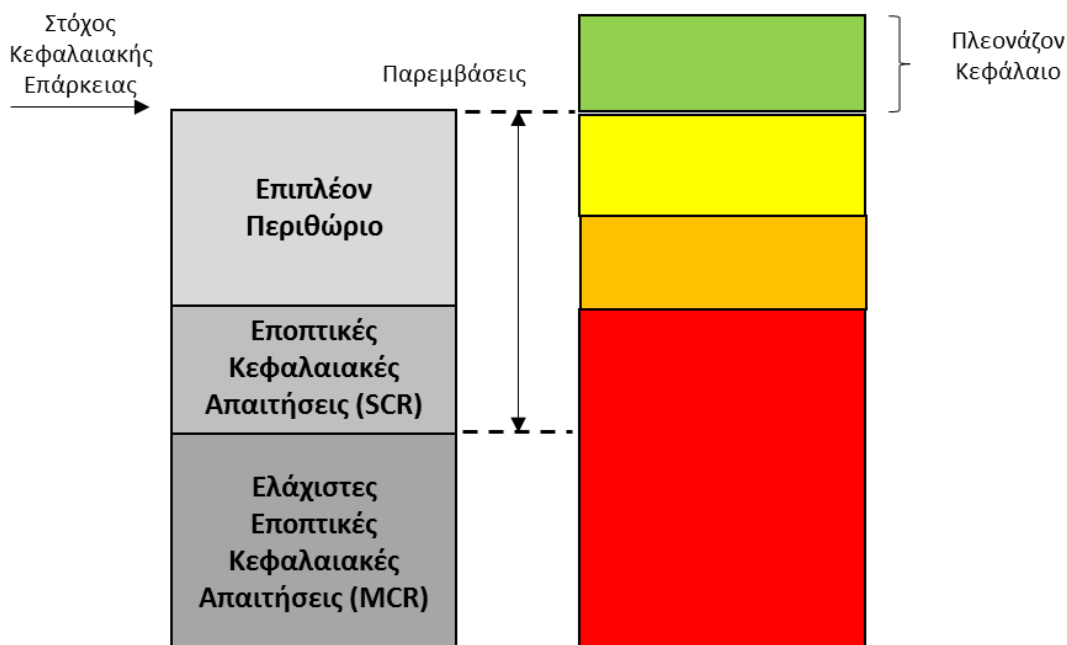 Στόχος
Κεφαλαιακής
Επάρκειας
Παρεμβάσεις
Πλεονάζον
Κεφάλαιο
Επιπλέον
Περιθώριο
Εποπτικές
Κεφαλαιακές
Απαιτήσεις (SCR)
Ελάχιστες
Εποπτικές
Κεφαλαιακές
Απαιτήσεις (MCR)